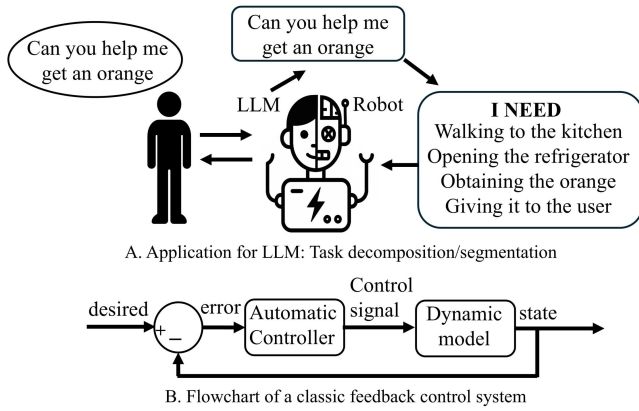 Can you help me
get an orange
Can you help me
get an orange
LLM
Robot
I NEED
Walking to the kitchen
Opening the refrigerator
Obtaining the orange
Giving it to the user
A. Application for LLM: Task decomposition/segmentation
desired
+
−
error
Automatic
Controller
Control
signal
Dynamic
model
state
B. Flowchart of a classic feedback control system